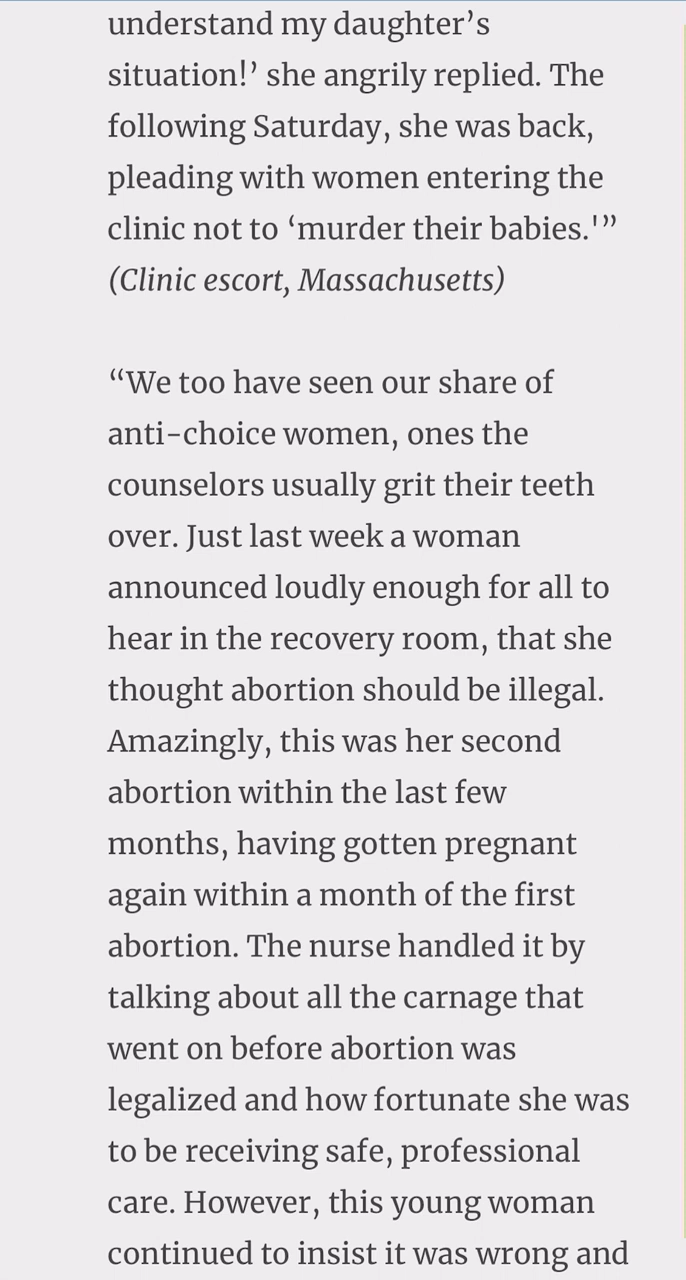 understand my daughter’s
situation!’ she angrily replied. The
following Saturday, she was back,
pleading with women entering the
clinic not to ‘murder their babies.'”
(Clinic escort, Massachusetts)
“We too have seen our share of
anti-choice women, ones the
counselors usually grit their teeth
over. Just last week a woman
announced loudly enough for all to
hear in the recovery room, that she
thought abortion should be illegal.
Amazingly, this was her second
abortion within the last few
months, having gotten pregnant
again within a month of the first
abortion. The nurse handled it by
talking about all the carnage that
went on before abortion was
legalized and how fortunate she was
to be receiving safe, professional
care. However, this young woman
continued to insist it was wrong and